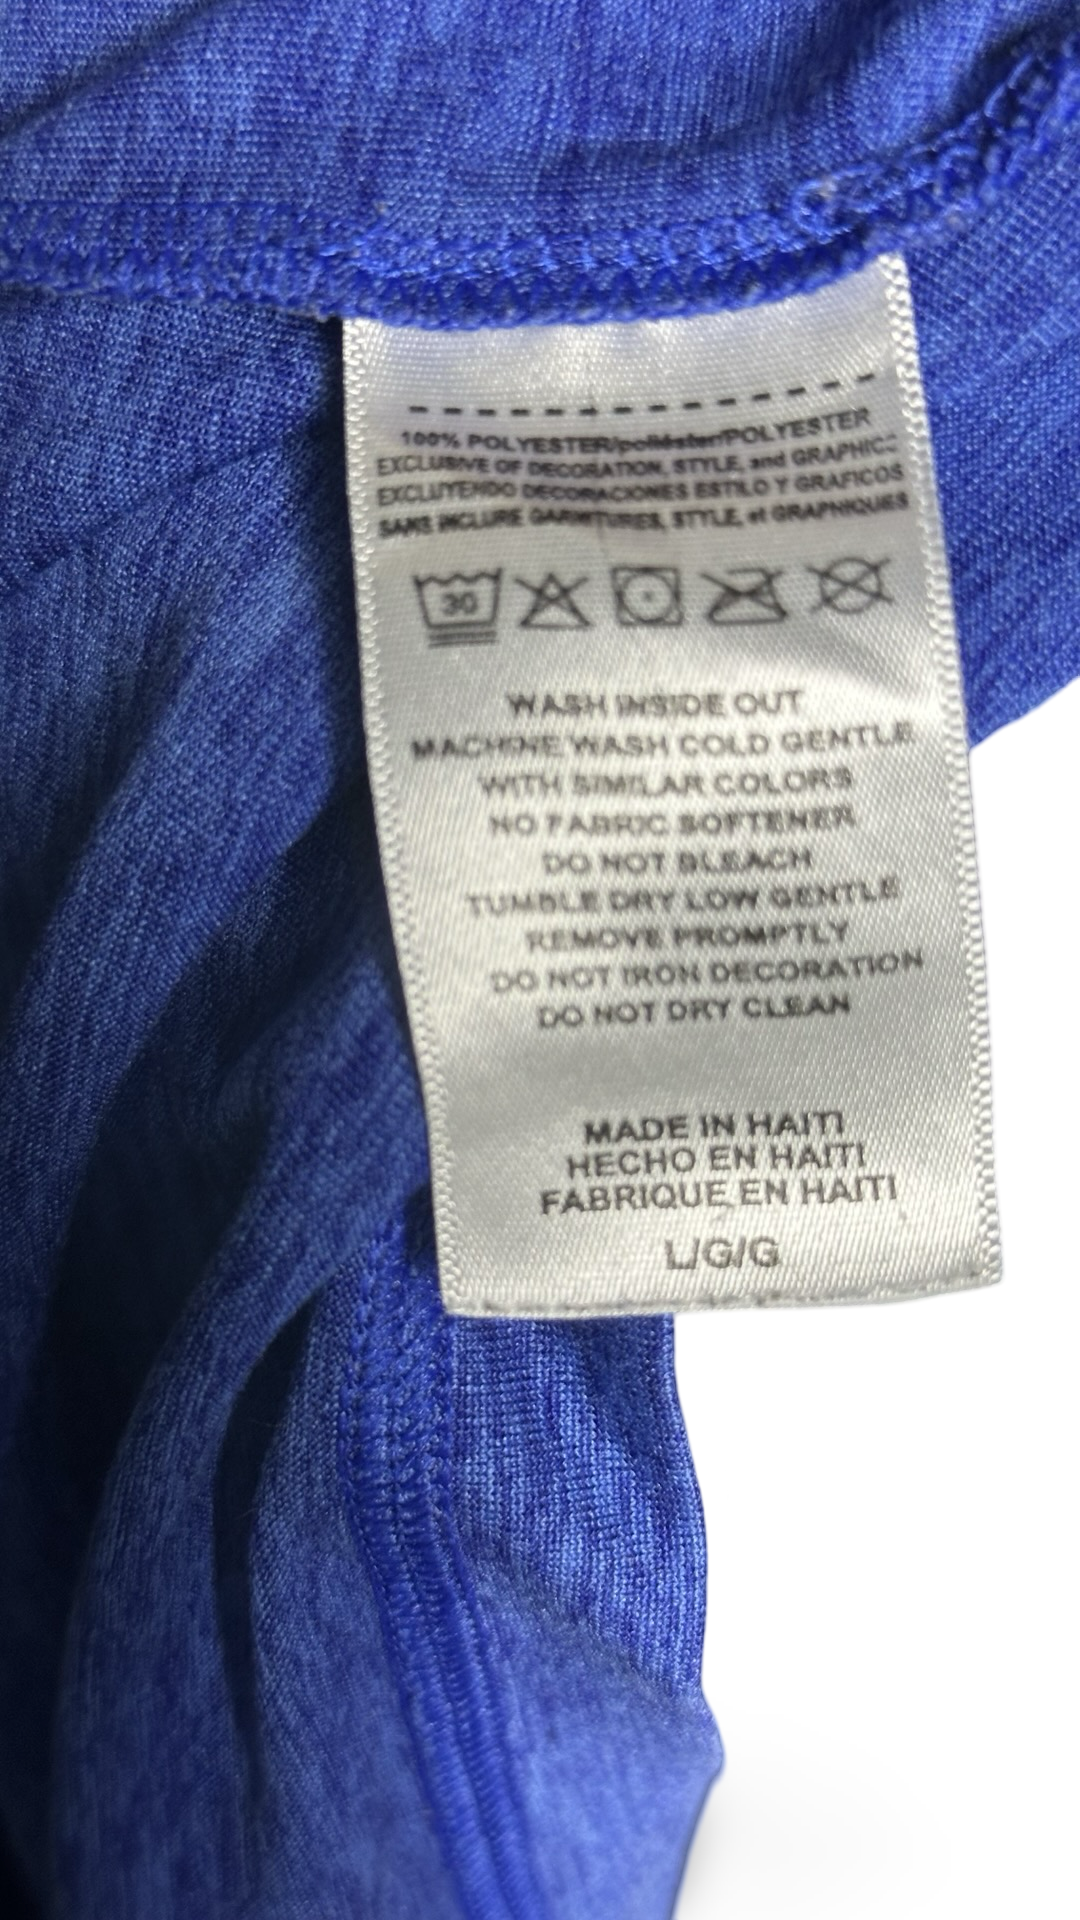 100% POLYESTER/poliéster/POLYESTER
EXCLUSIVE OF DECORATION, STYLE, and GRAPHICS
EXCLUYENDO DECORACIONES ESTILO Y GRAFICOS
SANS INCLURE GARNITURES, STYLE, et GRAPHIQUES
30
WASH INSIDE OUT
MACHINE WASH COLD GENTLE
WITH SIMILAR COLORS
NO FABRIC SOFTENER
DO NOT BLEACH
TUMBLE DRY LOW GENTLE
REMOVE PROMPTLY
DO NOT IRON DECORATION
DO NOT DRY CLEAN
MADE IN HAITI
HECHO EN HAITI
FABRIQUE EN HAITI
L/G/G